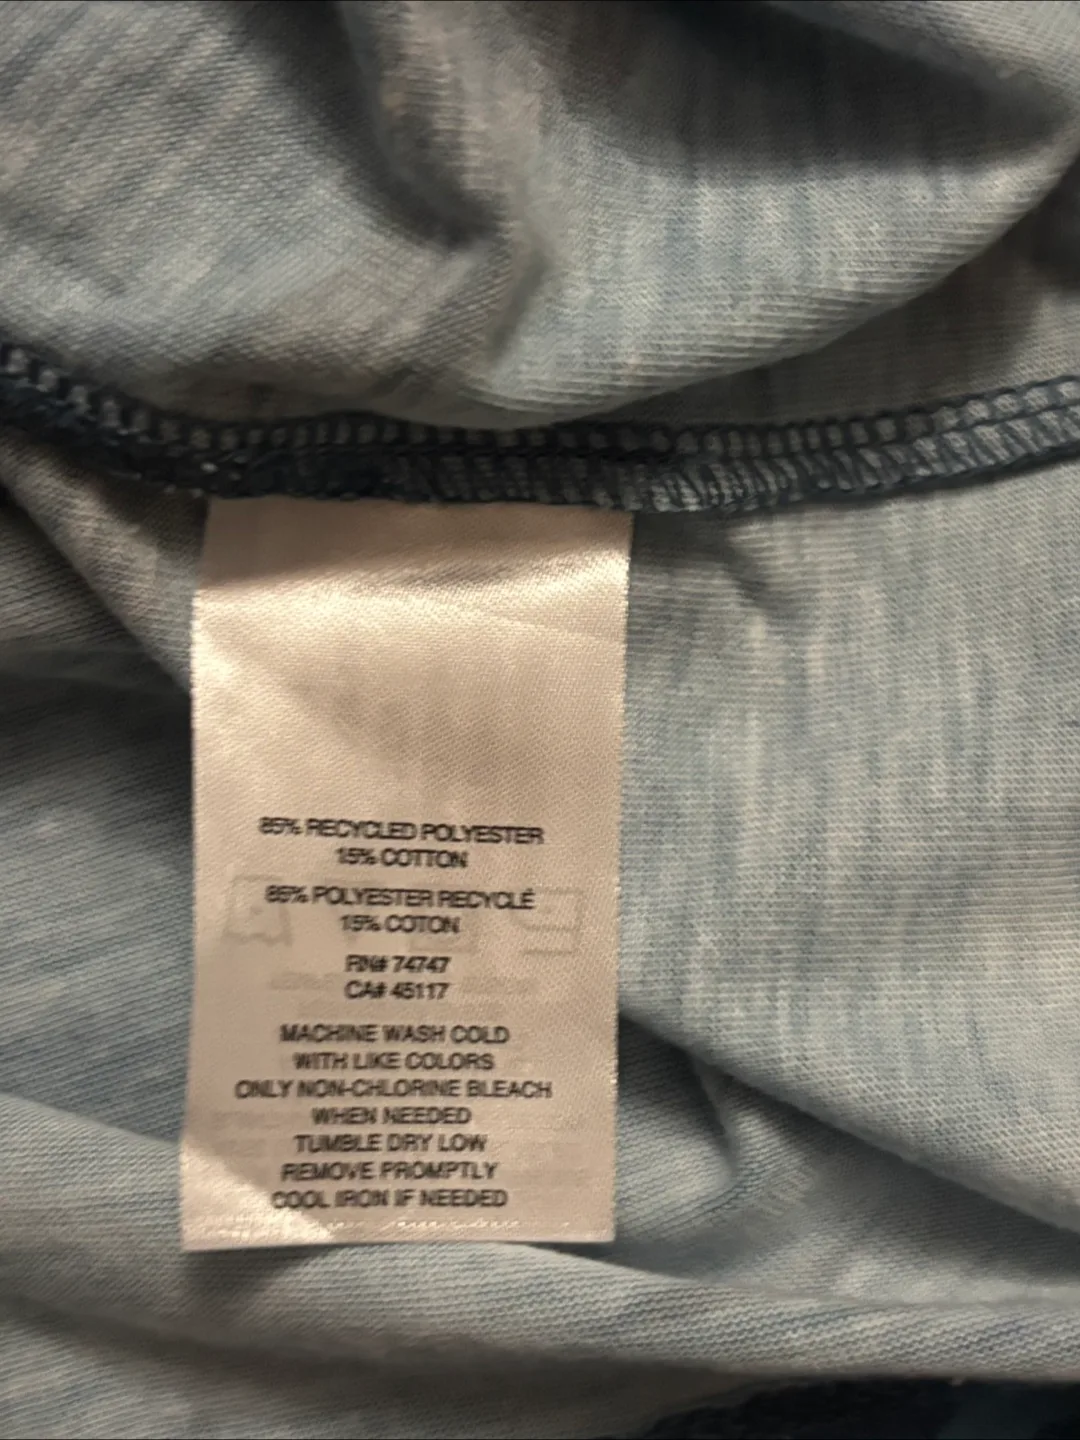 85% RECYCLED POLYESTER
15% COTTON
85% POLYESTER RECYCLÉ
15% COTON
RN# 74747
CA# 45117
MACHINE WASH COLD
WITH LIKE COLORS
ONLY NON-CHLORINE BLEACH
WHEN NEEDED
TUMBLE DRY LOW
REMOVE PROMPTLY
COOL IRON IF NEEDED